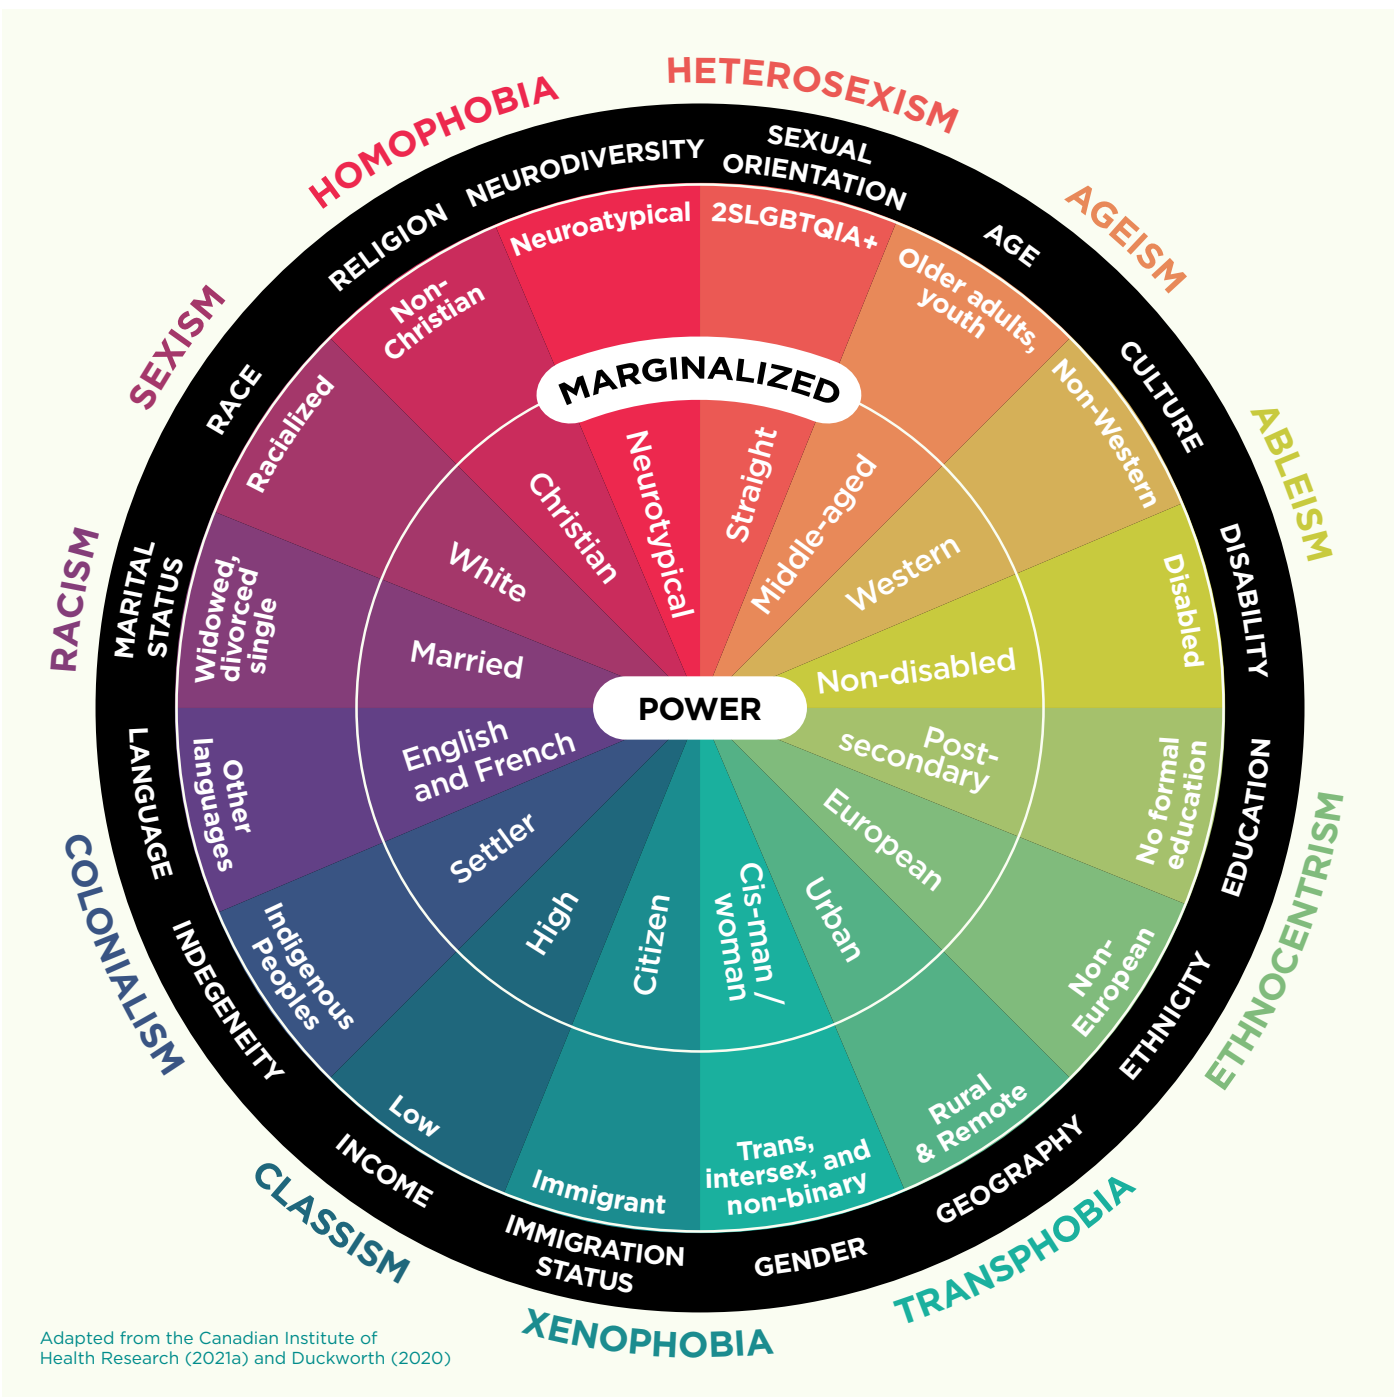 HETEROSEXISM
AGEISM
ABLEISM
ETHNOCENTRISM
TRANSPHOBIA
XENOPHOBIA
CLASSISM
COLONIALISM
RACISM
SEXISM
HOMOPHOBIA
SEXUAL
ORIENTATION
AGE
CULTURE
DISABILITY
EDUCATION
ETHNICITY
GEOGRAPHY
GENDER
IMMIGRATION
STATUS
INCOME
INDEGENEITY
LANGUAGE
MARITAL
STATUS
RACE
RELIGION
NEURODIVERSITY
2SLGBTQIA+
Older adults,
youth
Non-Western
Disabled
No formal
education
Non-
European
Rural
& Remote
Trans,
intersex, and
non-binary
Immigrant
Low
Indigenous
Peoples
Other
languages
Widowed,
divorced
single
Racialized
Non-
Christian
Neuroatypical
MARGINALIZED
Straight
Middle-aged
Western
Non-disabled
Post-
secondary
European
Urban
Cis-man /
woman
Citizen
High
Settler
English
and French
Married
White
Christian
Neurotypical
POWER
Adapted from the Canadian Institute of
Health Research (2021a) and Duckworth (2020)